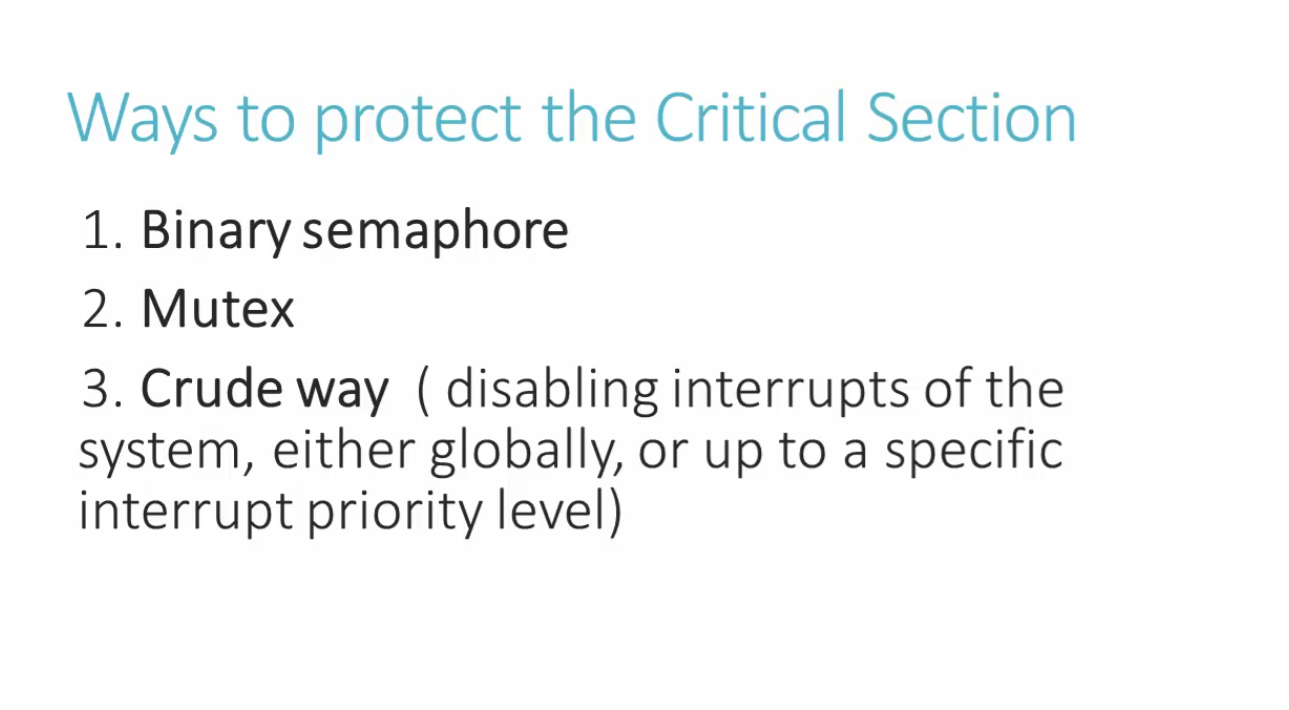 Ways to protect the Critical Section
1. Binary semaphore
2. Mutex
3. Crude way ( disabling interrupts of the
system, either globally, or up to a specific
interrupt priority level)